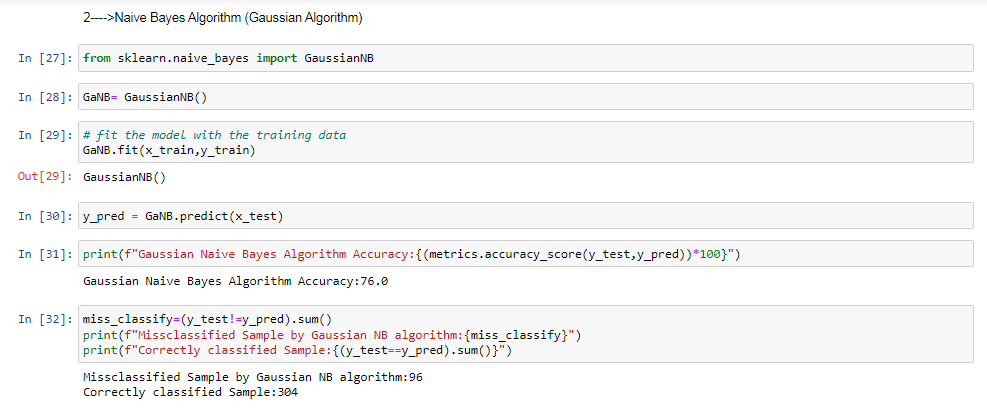 2---->Naive Bayes Algorithm (Gaussian Algorithm)
In [27]: from sklearn.naive_bayes import GaussianNB
In [28]: GaNB= GaussianNB()
In [29]: # fit the model with the training data
GaNB.fit(x_train,y_train)
Out[29]: GaussianNB()
In [30]: y_pred = GaNB.predict(x_test)
In [31]: print(f"Gaussian Naive Bayes Algorithm Accuracy:{(metrics.accuracy_score(y_test,y_pred))*100}")
Gaussian Naive Bayes Algorithm Accuracy:76.0
In [32]: miss_classify=(y_test!=y_pred).sum()
print(f"Missclassified Sample by Gaussian NB algorithm:{miss_classify}")
print(f"Correctly classified Sample:{(y_test==y_pred).sum()}")
Missclassified Sample by Gaussian NB algorithm:96
Correctly classified Sample:304